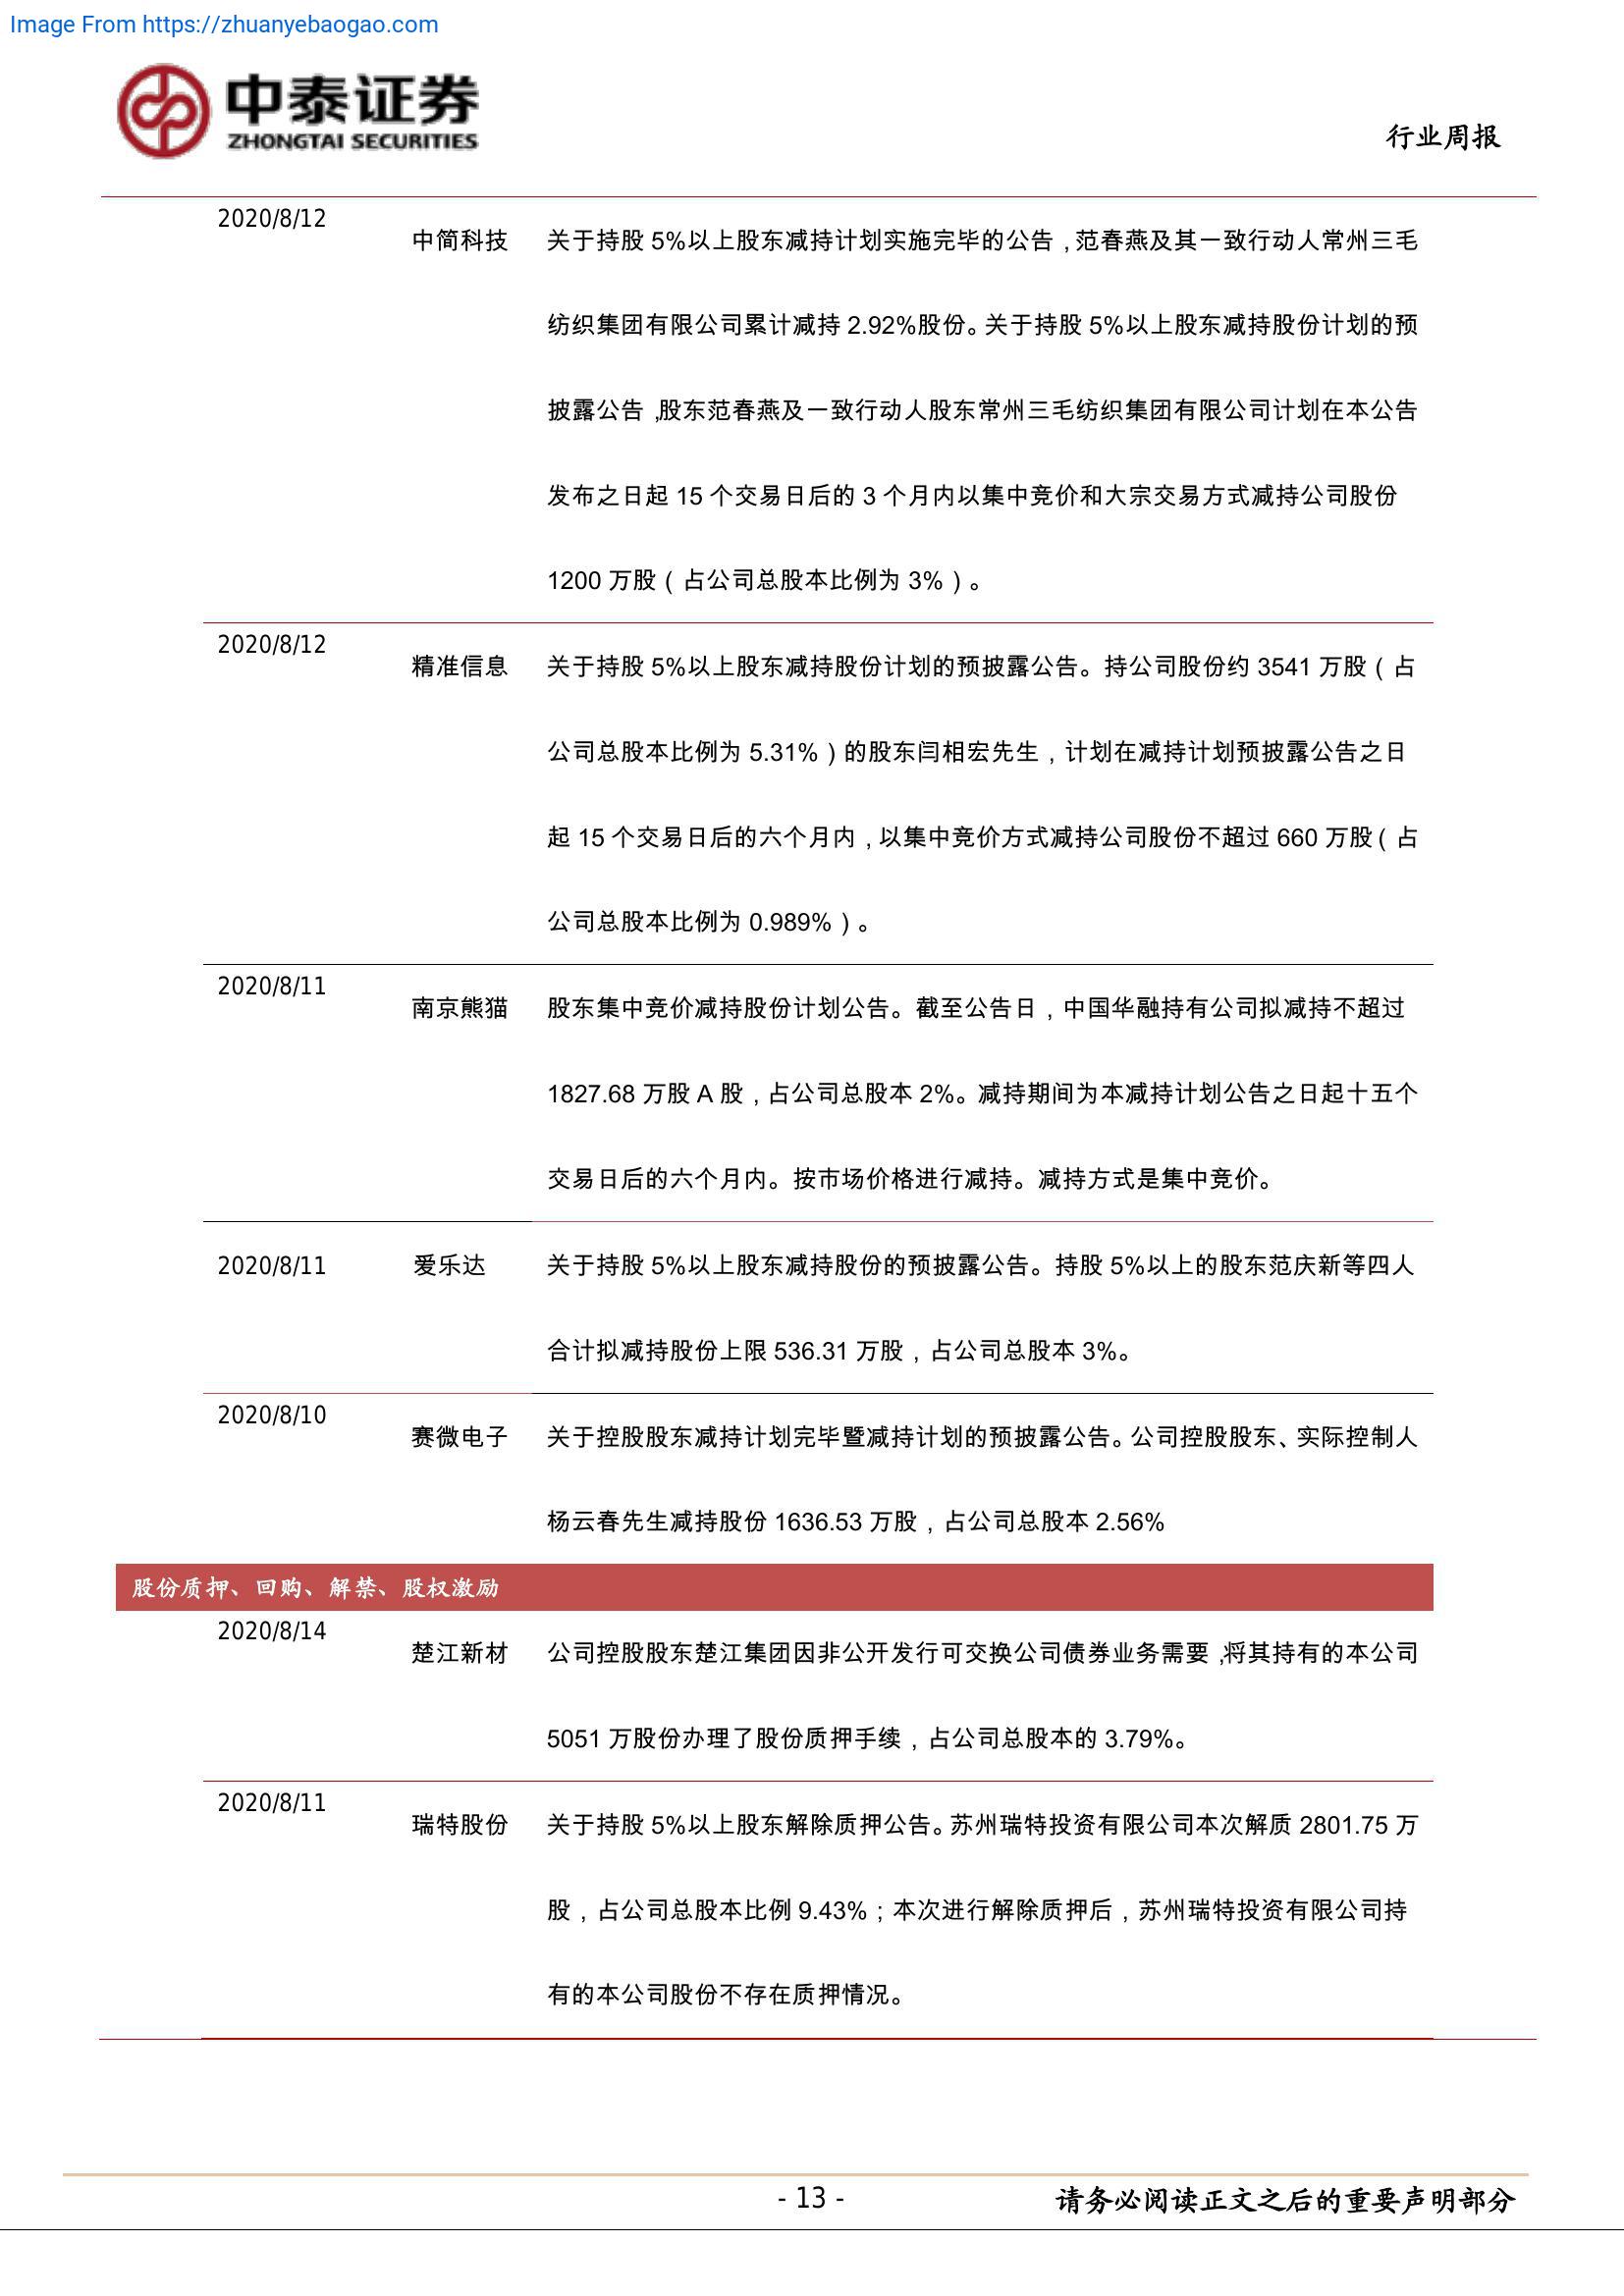 Image From https://zhuanyebaogao.com
中泰证券
ZHONGTAI SECURITIES
行业周报
2020/8/12
中简科技 关于持股 5%以上股东减持计划实施完毕的公告，范春燕及其一致行动人常州三毛
纺织集团有限公司累计减持 2.92%股份。关于持股 5%以上股东减持股份计划的预
披露公告，股东范春燕及一致行动人股东常州三毛纺织集团有限公司计划在本公告
发布之日起 15 个交易日后的 3 个月内以集中竞价和大宗交易方式减持公司股份
1200 万股（占公司总股本比例为 3%）。
2020/8/12
精准信息 关于持股 5%以上股东减持股份计划的预披露公告。持公司股份约 3541 万股（占
公司总股本比例为 5.31%）的股东闫相宏先生，计划在减持计划预披露公告之日
起 15 个交易日后的六个月内，以集中竞价方式减持公司股份不超过 660 万股（占
公司总股本比例为 0.989%）。
2020/8/11
南京熊猫 股东集中竞价减持股份计划公告。截至公告日，中国华融持有公司拟减持不超过
1827.68 万股 A 股，占公司总股本 2%。减持期间为本减持计划公告之日起十五个
交易日后的六个月内。按市场价格进行减持。减持方式是集中竞价。
2020/8/11 爱乐达 关于持股 5%以上股东减持股份的预披露公告。持股 5%以上的股东范庆新等四人
合计拟减持股份上限 536.31 万股，占公司总股本 3%。
2020/8/10
赛微电子 关于控股股东减持计划完毕暨减持计划的预披露公告。公司控股股东、实际控制人
杨云春先生减持股份 1636.53 万股，占公司总股本 2.56%
股份质押、回购、解禁、股权激励
2020/8/14
楚江新材 公司控股股东楚江集团因非公开发行可交换公司债券业务需要，将其持有的本公司
5051 万股份办理了股份质押手续，占公司总股本的 3.79%。
2020/8/11
瑞特股份 关于持股 5%以上股东解除质押公告。苏州瑞特投资有限公司本次解质 2801.75 万
股，占公司总股本比例 9.43%；本次进行解除质押后，苏州瑞特投资有限公司持
有的本公司股份不存在质押情况。
- 13 -
请务必阅读正文之后的重要声明部分